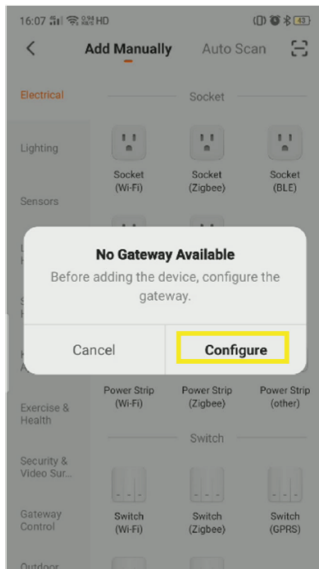 16:07 HD 43
Add Manually Auto Scan
Electrical
Socket
Lighting
Socket (Wi-Fi)
Socket (Zigbee)
Socket (BLE)
Sensors
No Gateway Available
Before adding the device, configure the
gateway.
Cancel Configure
Power Strip (Wi-Fi)
Power Strip (Zigbee)
Power Strip (other)
Exercise &
Health
Switch
Security &
Video Sur...
Gateway
Control
Switch (Wi-Fi)
Switch (Zigbee)
Switch (GPRS)
Outdoor